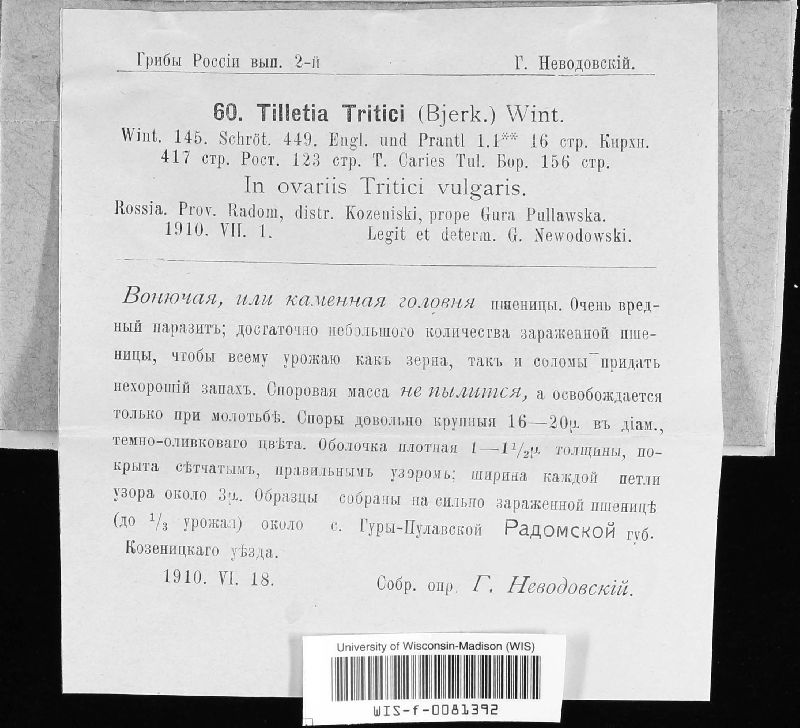 Грибы Россіи вып. 2-й Г. Неводовскій.
60. Tilletia Tritici (Bjerk.) Wint.
Wint. 145. Schröt. 449. Engl. und Prantl 1.1** 16 стр. Кирхн.
417 стр. Рост. 123 стр. T. Caries Tul. Вор. 156 стр.
In ovariis Tritici vulgaris.
Rossia. Prov. Radom, distr. Kozeniski, prope Gura Pullawska.
1910. VII. 1. Legit et determ. G. Newodowski.
Вонючая, или каменная головня пшеницы. Очень вред-
ный паразитъ; достаточно небольшого количества зараженной пше-
ницы, чтобы всему урожаю какъ зерна, такъ и соломы придать
нехорошій запахъ. Споровая масса не пылится, а освобождается
только при молотьбѣ. Споры довольно крупныя 16—20μ. въ діам.,
темно-оливковаго цвѣта. Оболочка плотная 1—1½μ. толщины, по-
крыта сѣтчатымъ, правильнымъ узоромъ; ширина каждой петли
узора около 3μ. Образцы собраны на сильно зараженной пшеницѣ
(до 1/3 урожая) около с. Гуры-Пулавской Радомской губ.
Козеницкаго уѣзда.
1910. VI. 18. Собр. опр. Г. Неводовскій.
University of Wisconsin-Madison (WIS)
WIS-f-0081392